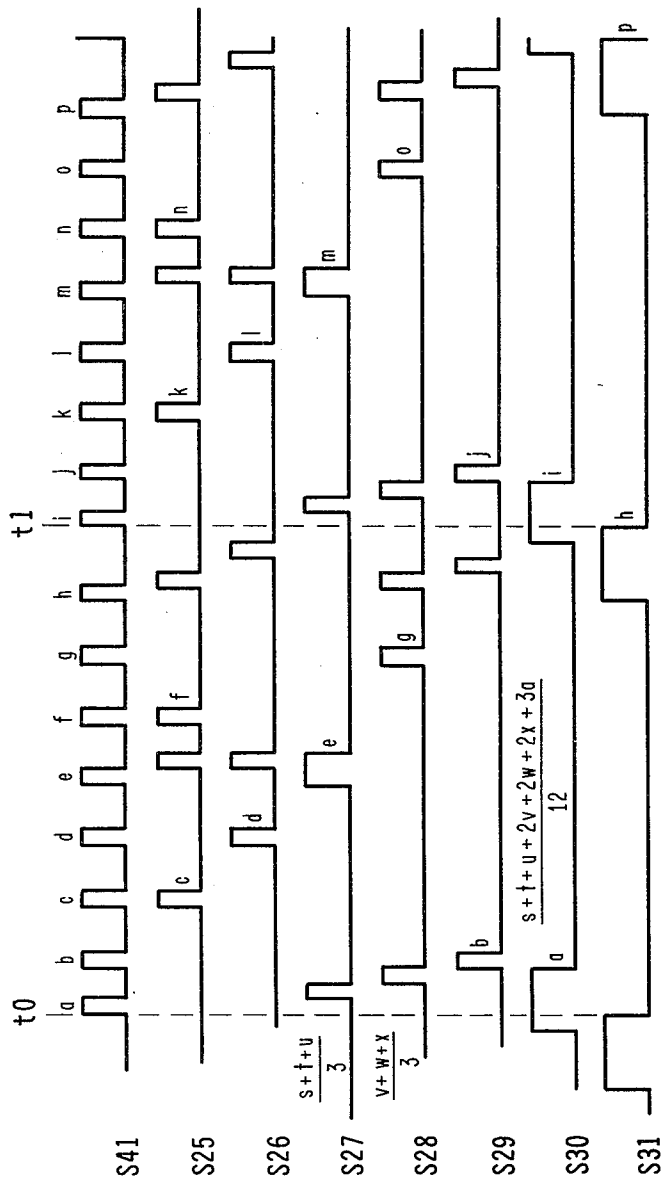 t0 t1
S41 a b c d e f g h i j k l m n o p
S25 c f k n
S26 d l
S27 e m
s+t+u
3
S28 g o
v+w+x
3
S29 b j
S30 a i
s+t+u+2v+2w+2x+3a
12
S31 h p